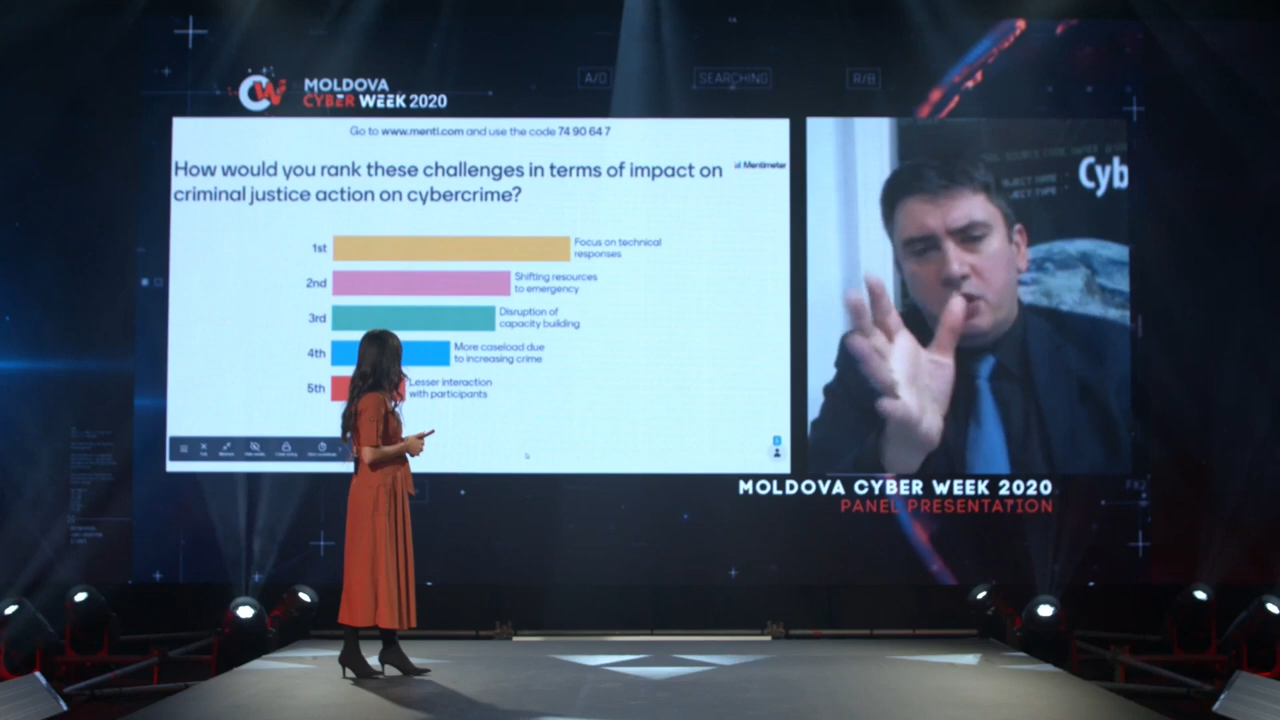 A/D
SEARCHING
R/B
CW
MOLDOVA
CYBER WEEK 2020
Go to www.menti.com and use the code 74 90 64 7
Mentimeter
How would you rank these challenges in terms of impact on
criminal justice action on cybercrime?
1st
Focus on technical
responses
2nd
Shifting resources
to emergency
3rd
Disruption of
capacity building
4th
More caseload due
to increasing crime
5th
Lesser interaction
with participants
Cyb
MOLDOVA CYBER WEEK 2020
PANEL PRESENTATION